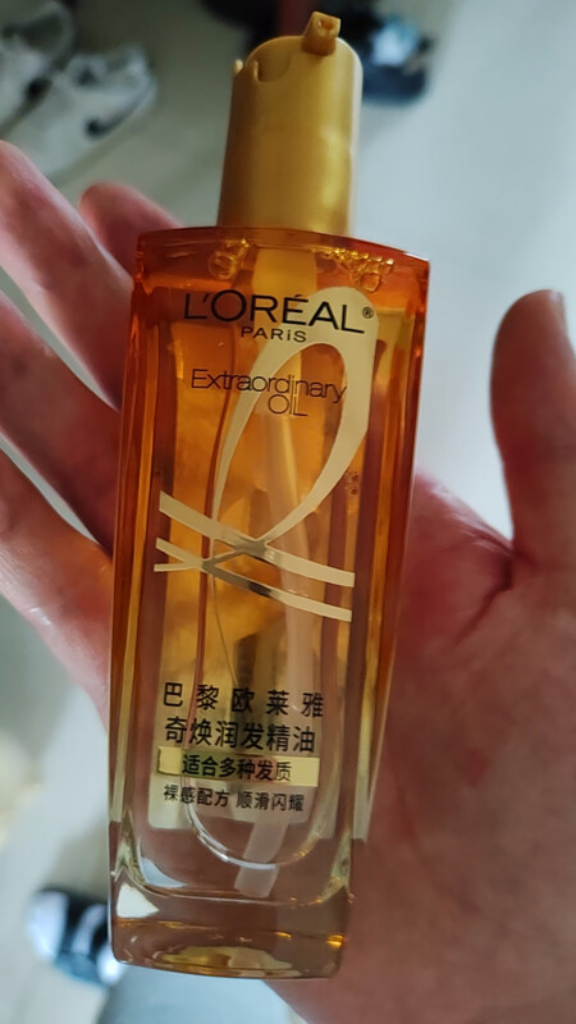 L'ORÉAL®
PARiS
Extraordinary
OIL
巴黎欧莱雅
奇焕润发精油
适合多种发质
裸感配方 顺滑闪耀